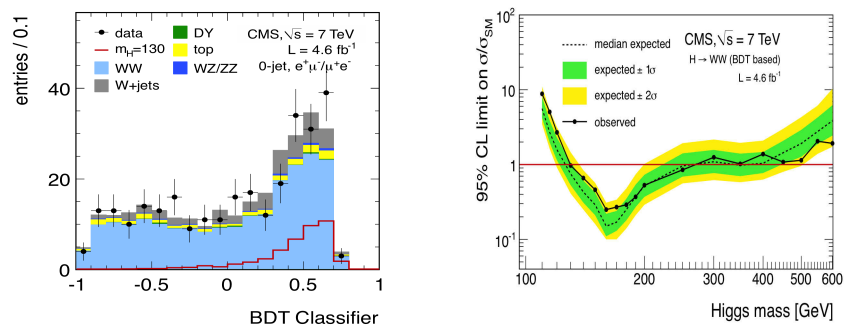 entries / 0.1
40
20
0
-1
-0.5
0
0.5
1
BDT Classifier
data
m_H=130
WW
W+jets
DY
top
WZ/ZZ
CMS, √s = 7 TeV
L = 4.6 fb⁻¹
0-jet, e⁺μ⁻/μ⁺e⁻
95% CL limit on σ/σ_SM
10²
10
1
10⁻¹
100
200
300
400
500
600
Higgs mass [GeV]
median expected
expected ± 1σ
expected ± 2σ
observed
CMS, √s = 7 TeV
H → WW (BDT based)
L = 4.6 fb⁻¹